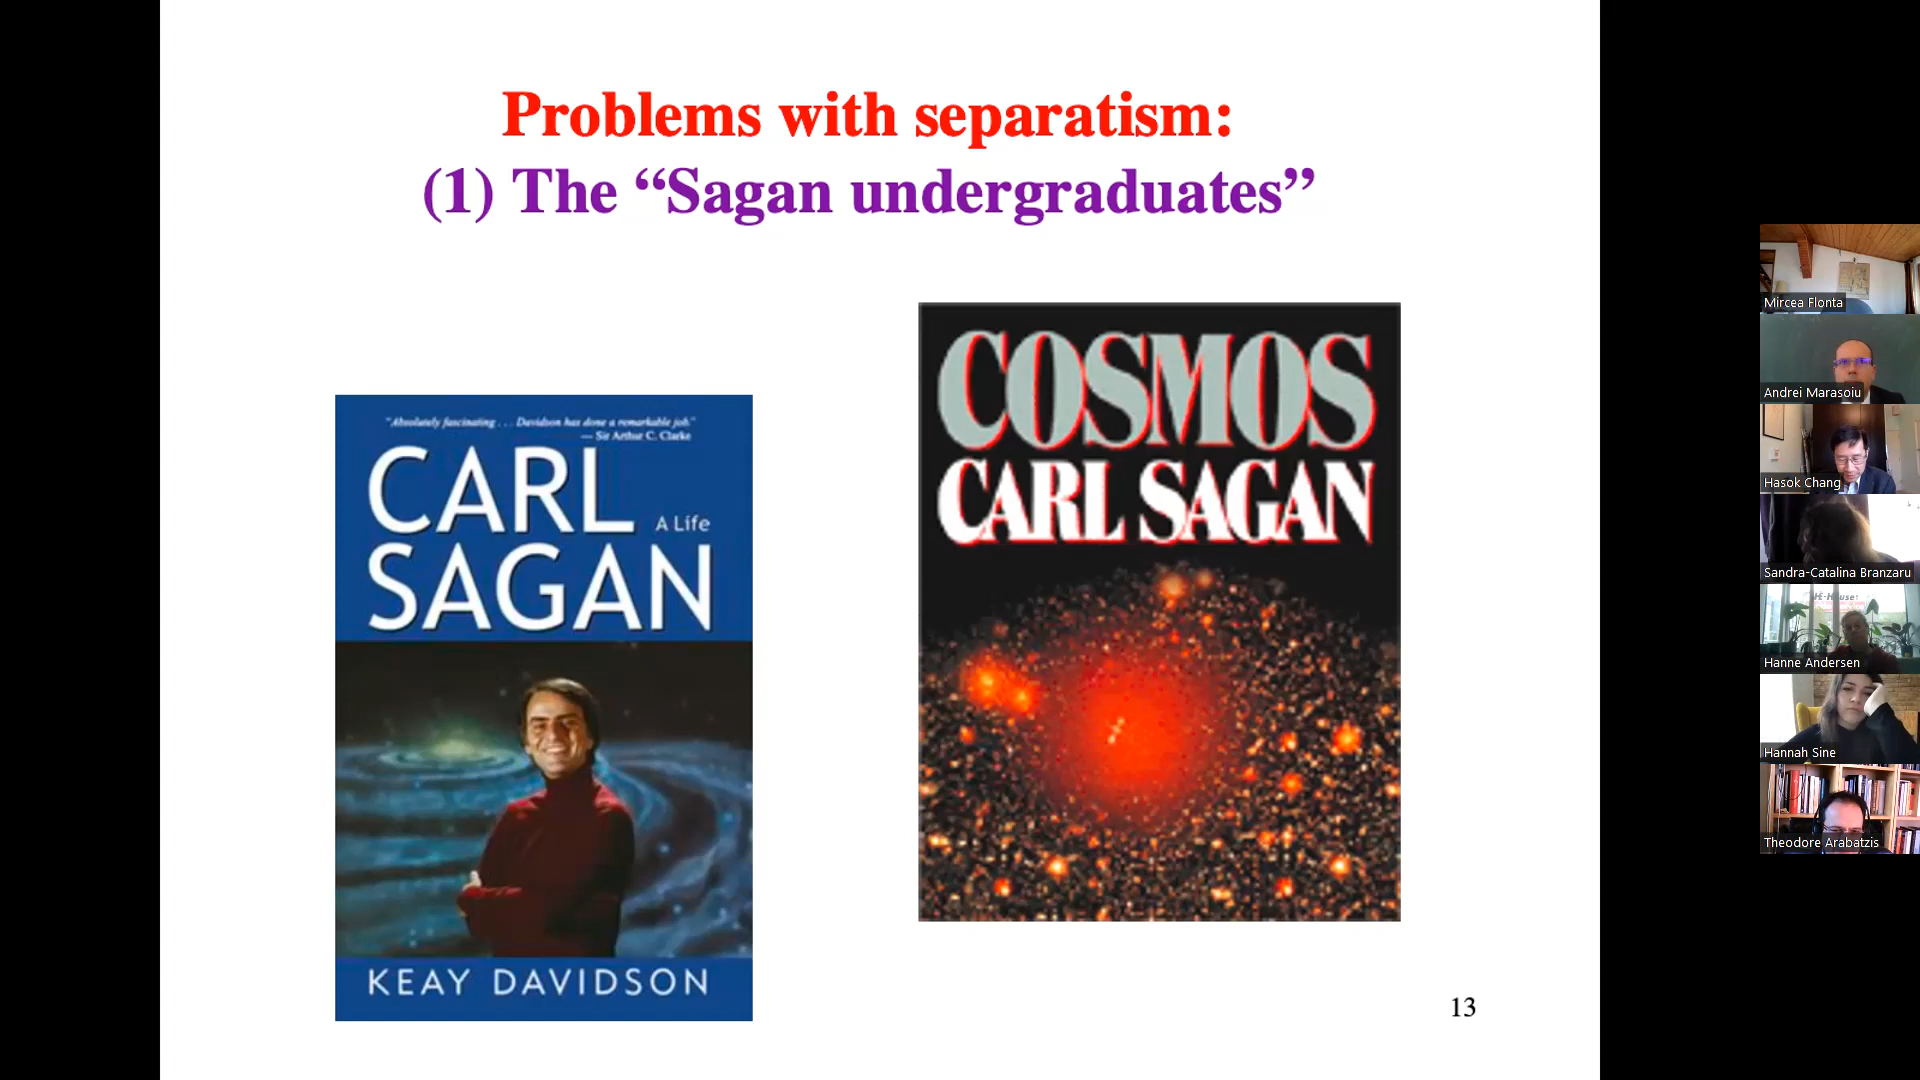 Problems with separatism:
(1) The “Sagan undergraduates”
"Absolutely fascinating . . . Davidson has done a remarkable job."
— Sir Arthur C. Clarke
CARL
A Life
SAGAN
KEAY DAVIDSON
COSMOS
CARL SAGAN
13
Mircea Flonta
Andrei Marasoiu
Hasok Chang
Sandra-Catalina Branzaru
Hanne Andersen
Hannah Sine
Theodore Arabatzis